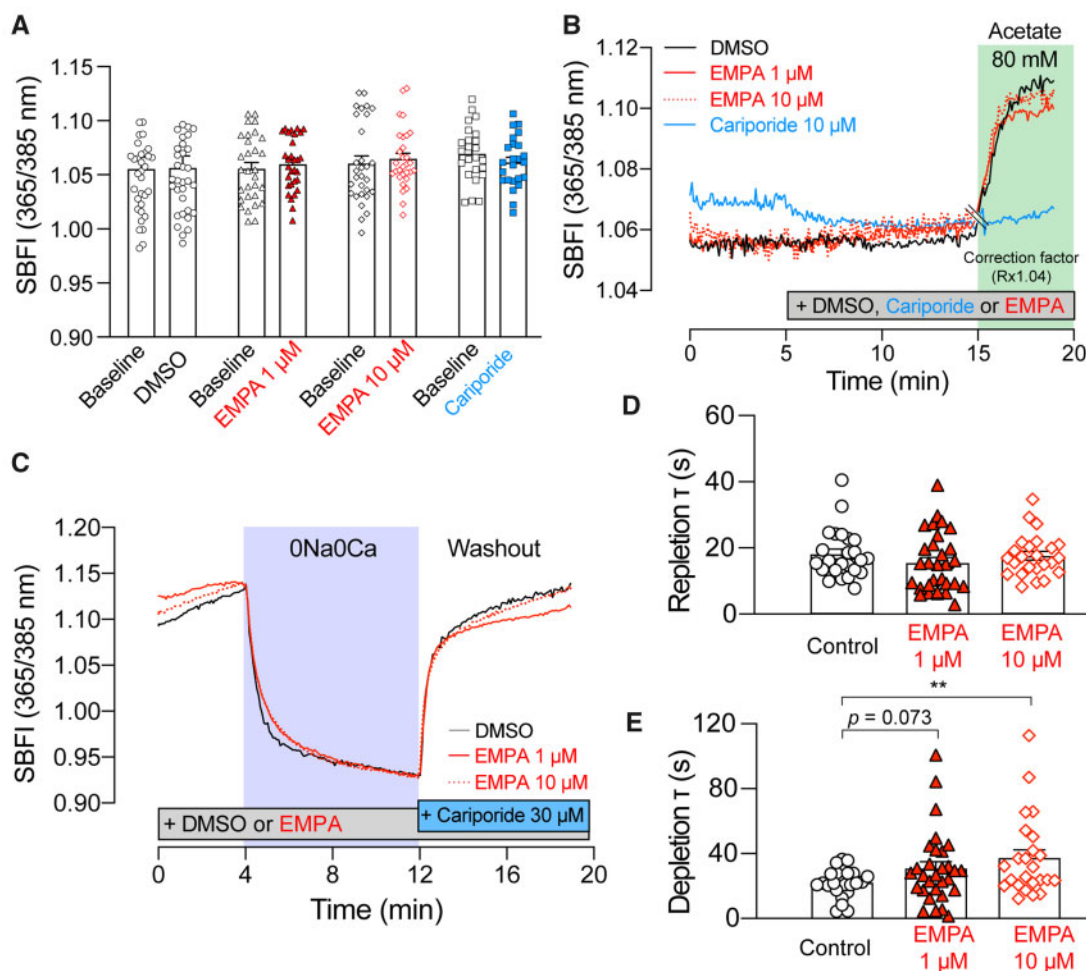 A
SBFI (365/385 nm)
1.15
1.10
1.05
1.00
0.90
Baseline
DMSO
Baseline
EMPA 1 µM
Baseline
EMPA 10 µM
Baseline
Cariporide
B
SBFI (365/385 nm)
1.12
1.10
1.08
1.06
1.04
DMSO
EMPA 1 µM
EMPA 10 µM
Cariporide 10 µM
Acetate
80 mM
Correction factor
(Rx1.04)
+ DMSO, Cariporide or EMPA
0 5 10 15 20
Time (min)
C
SBFI (365/385 nm)
1.20
1.15
1.10
1.05
1.00
0.95
0.90
0Na0Ca
Washout
DMSO
EMPA 1 µM
EMPA 10 µM
+ DMSO or EMPA
+ Cariporide 30 µM
0 4 8 12 16 20
Time (min)
D
Repletion τ (s)
60
40
20
0
Control
EMPA
1 µM
EMPA
10 µM
E
Depletion τ (s)
120
80
40
0
**
p = 0.073
Control
EMPA
1 µM
EMPA
10 µM